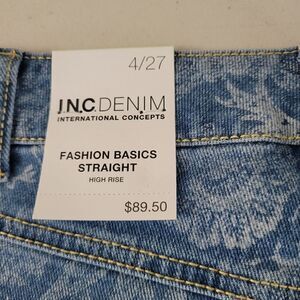 4/27
I.N.C.DENIM
INTERNATIONAL CONCEPTS
FASHION BASICS
STRAIGHT
HIGH RISE
$89.50